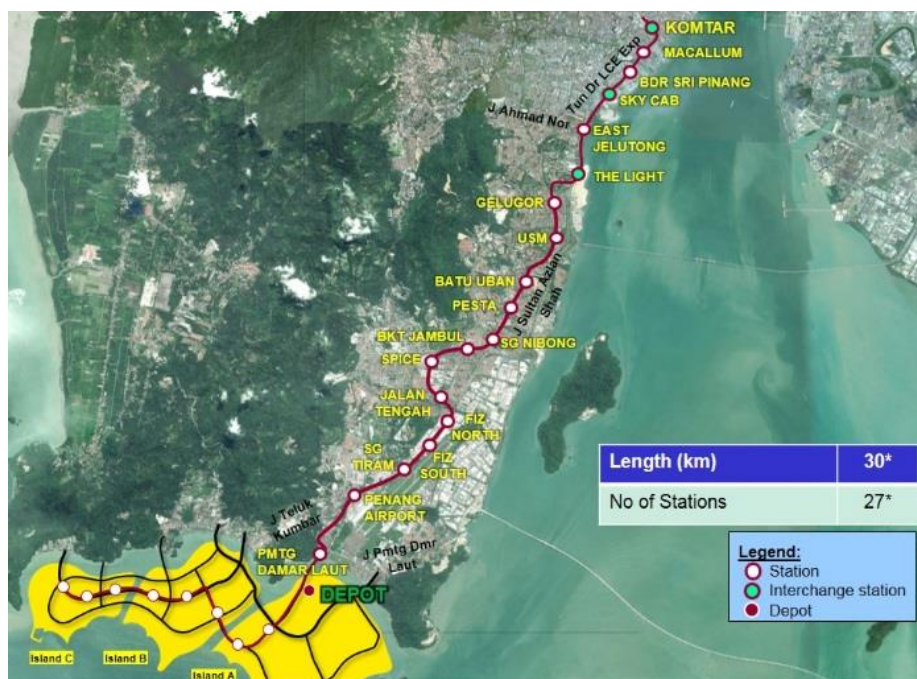 KOMTAR
MACALLUM
Tun Dr LCE Exp
BDR SRI PINANG
SKY CAB
J Ahmad Nor
EAST
JELUTONG
THE LIGHT
GELUGOR
USM
BATU UBAN
J Sultan Azlan
Shah
PESTA
BKT JAMBUL
SG NIBONG
SPICE
JALAN
TENGAH
FIZ
NORTH
SG
TIRAM
FIZ
SOUTH
PENANG
AIRPORT
J Teluk
Kumbar
PMTG
DAMAR LAUT
J Pmtg Dmr
Laut
DEPOT
Island C
Island B
Island A
Length (km) 30*
No of Stations 27*
Legend:
Station
Interchange station
Depot